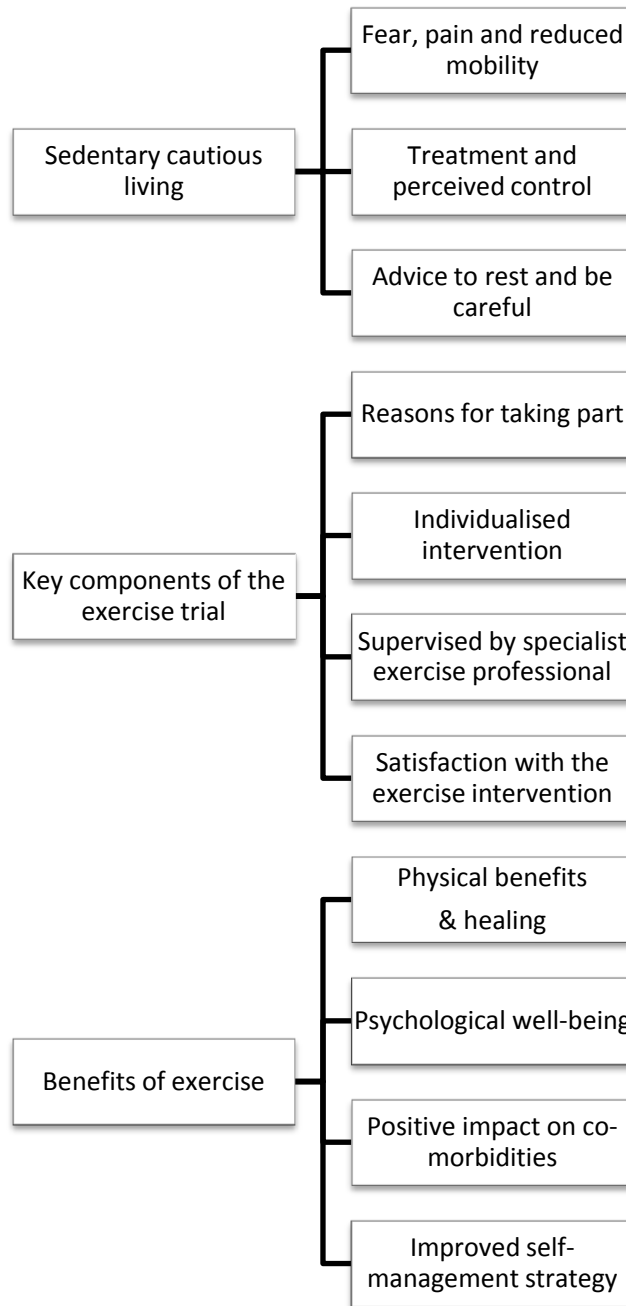 Fear, pain and reduced
mobility
Sedentary cautious
living
Treatment and
perceived control
Advice to rest and be
careful
Reasons for taking part
Individualised
intervention
Key components of the
exercise trial
Supervised by specialist
exercise professional
Satisfaction with the
exercise intervention
Physical benefits
& healing
Psychological well-being
Benefits of exercise
Positive impact on co-
morbidities
Improved self-
management strategy